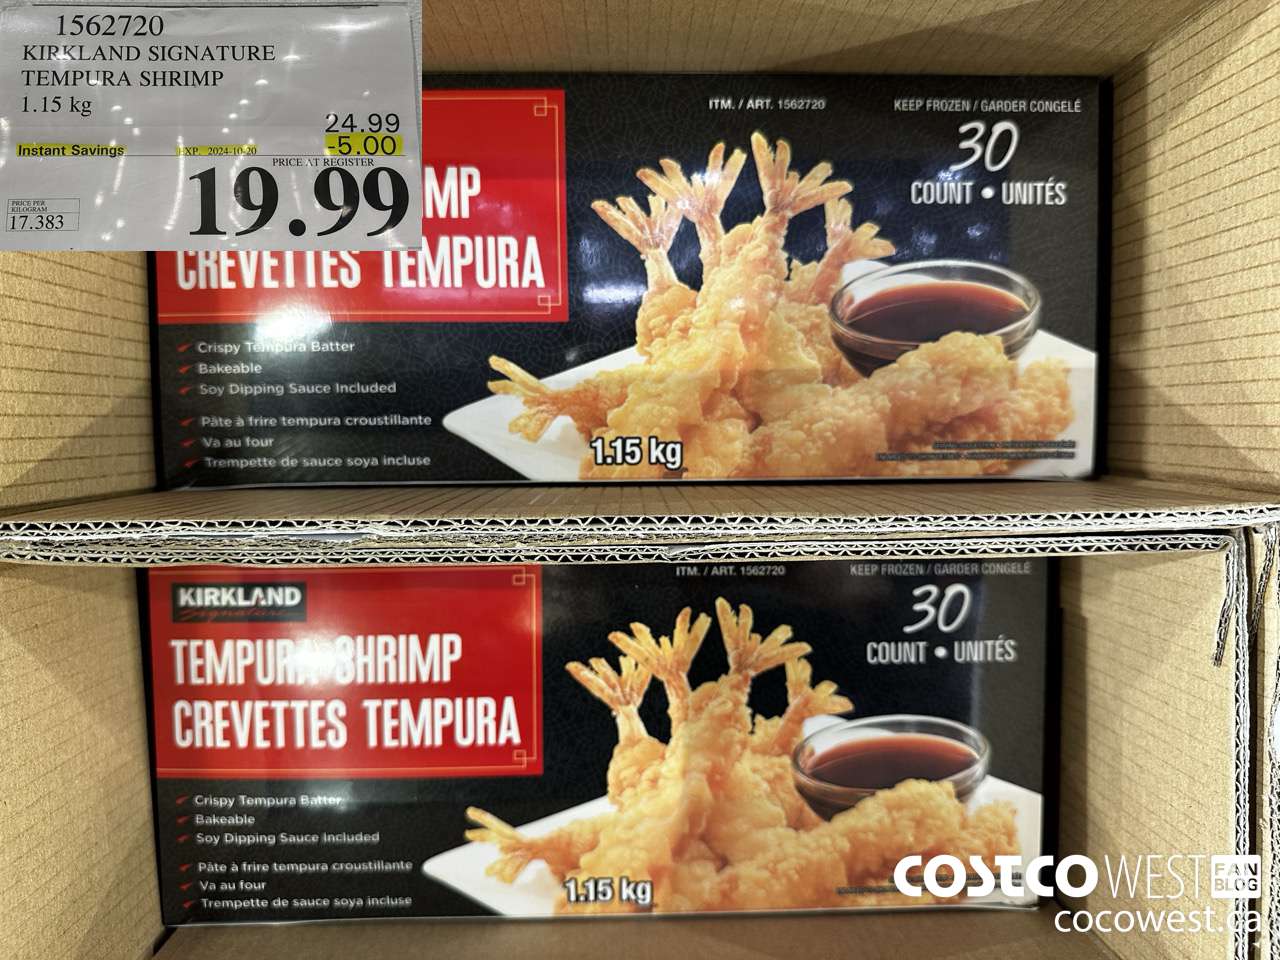 1562720
KIRKLAND SIGNATURE
TEMPURA SHRIMP
1.15 kg
24.99
Instant Savings EXP. 2024-10-20 -5.00
PRICE AT REGISTER
19.99
PRICE PER
KILOGRAM
17.383
MP
CREVETTES TEMPURA
Crispy Tempura Batter
Bakeable
Soy Dipping Sauce Included
Pâte à frire tempura croustillante
Va au four
Trempette de sauce soya incluse
ITM. / ART. 1562720
KEEP FROZEN / GARDER CONGELÉ
30
COUNT • UNITÉS
1.15 kg
KIRKLAND
Signature
TEMPURA SHRIMP
CREVETTES TEMPURA
Crispy Tempura Batter
Bakeable
Soy Dipping Sauce Included
Pâte à frire tempura croustillante
Va au four
Trempette de sauce soya incluse
ITM. / ART. 1562720
KEEP FROZEN / GARDER CONGELÉ
30
COUNT • UNITÉS
1.15 kg
COSTCO WEST FAN BLOG
cocowest.ca